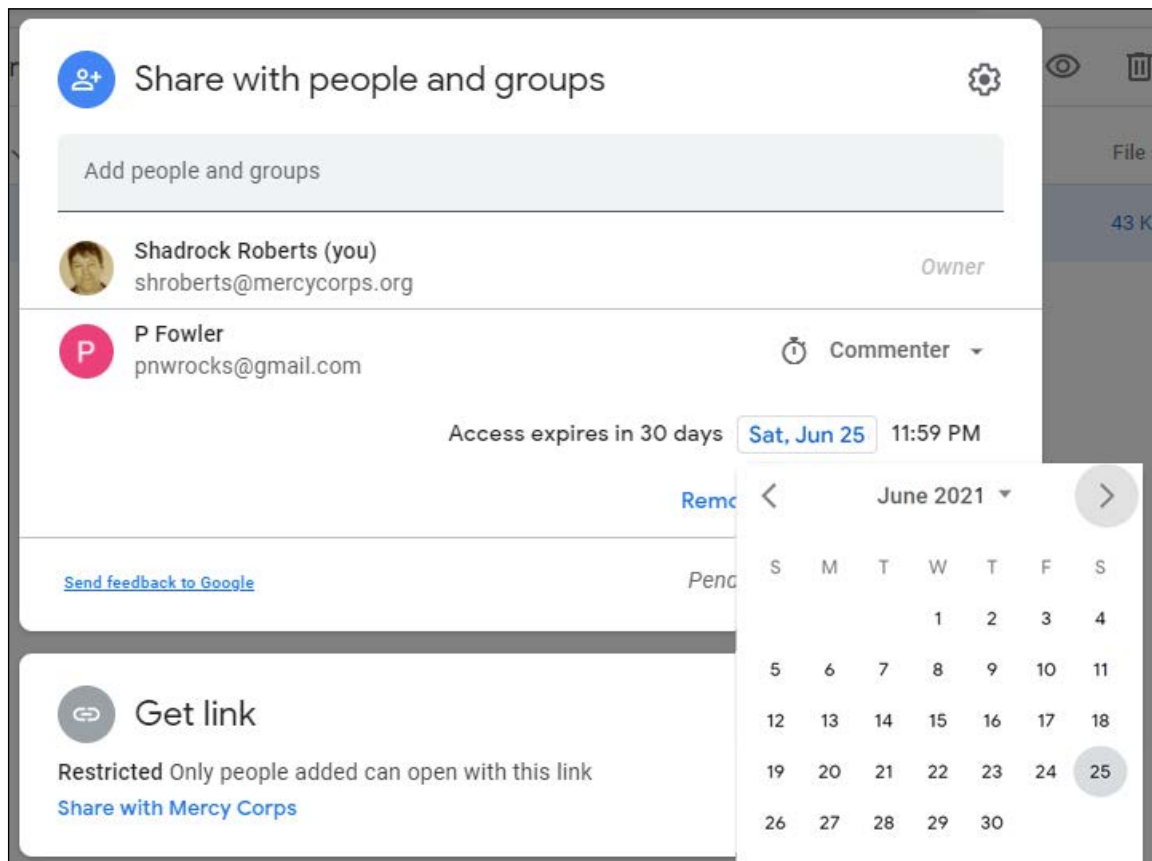 Share with people and groups
Add people and groups
File
43 K
Shadrock Roberts (you)
shroberts@mercycorps.org
Owner
P
P Fowler
pnwrocks@gmail.com
Commenter
Access expires in 30 days Sat, Jun 25 11:59 PM
Remo
Send feedback to Google
Pend
June 2021
S M T W T F S
1 2 3 4
5 6 7 8 9 10 11
12 13 14 15 16 17 18
19 20 21 22 23 24 25
26 27 28 29 30
Get link
Restricted Only people added can open with this link
Share with Mercy Corps